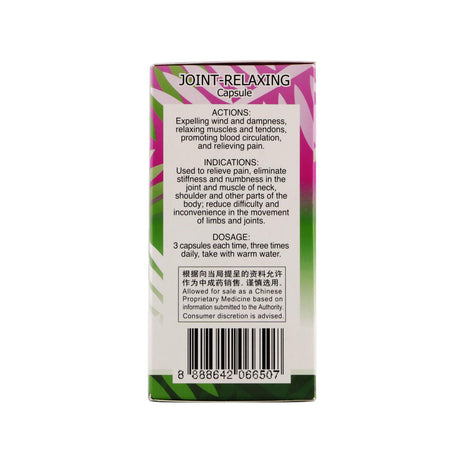 JOINT-RELAXING
Capsule
ACTIONS:
Expelling wind and dampness,
relaxing muscles and tendons,
promoting blood circulation,
and relieving pain.
INDICATIONS:
Used to relieve pain, eliminate
stiffness and numbness in the
joint and muscle of neck,
shoulder and other parts of the
body; reduce difficulty and
inconvenience in the movement
of limbs and joints.
DOSAGE:
3 capsules each time, three times
daily, take with warm water.
根据向当局提呈的资料允许
作为中成药销售. 谨慎选用.
Allowed for sale as a Chinese
Proprietary Medicine based on
information submitted to the Authority.
Consumer discretion is advised.
8 888642 066507